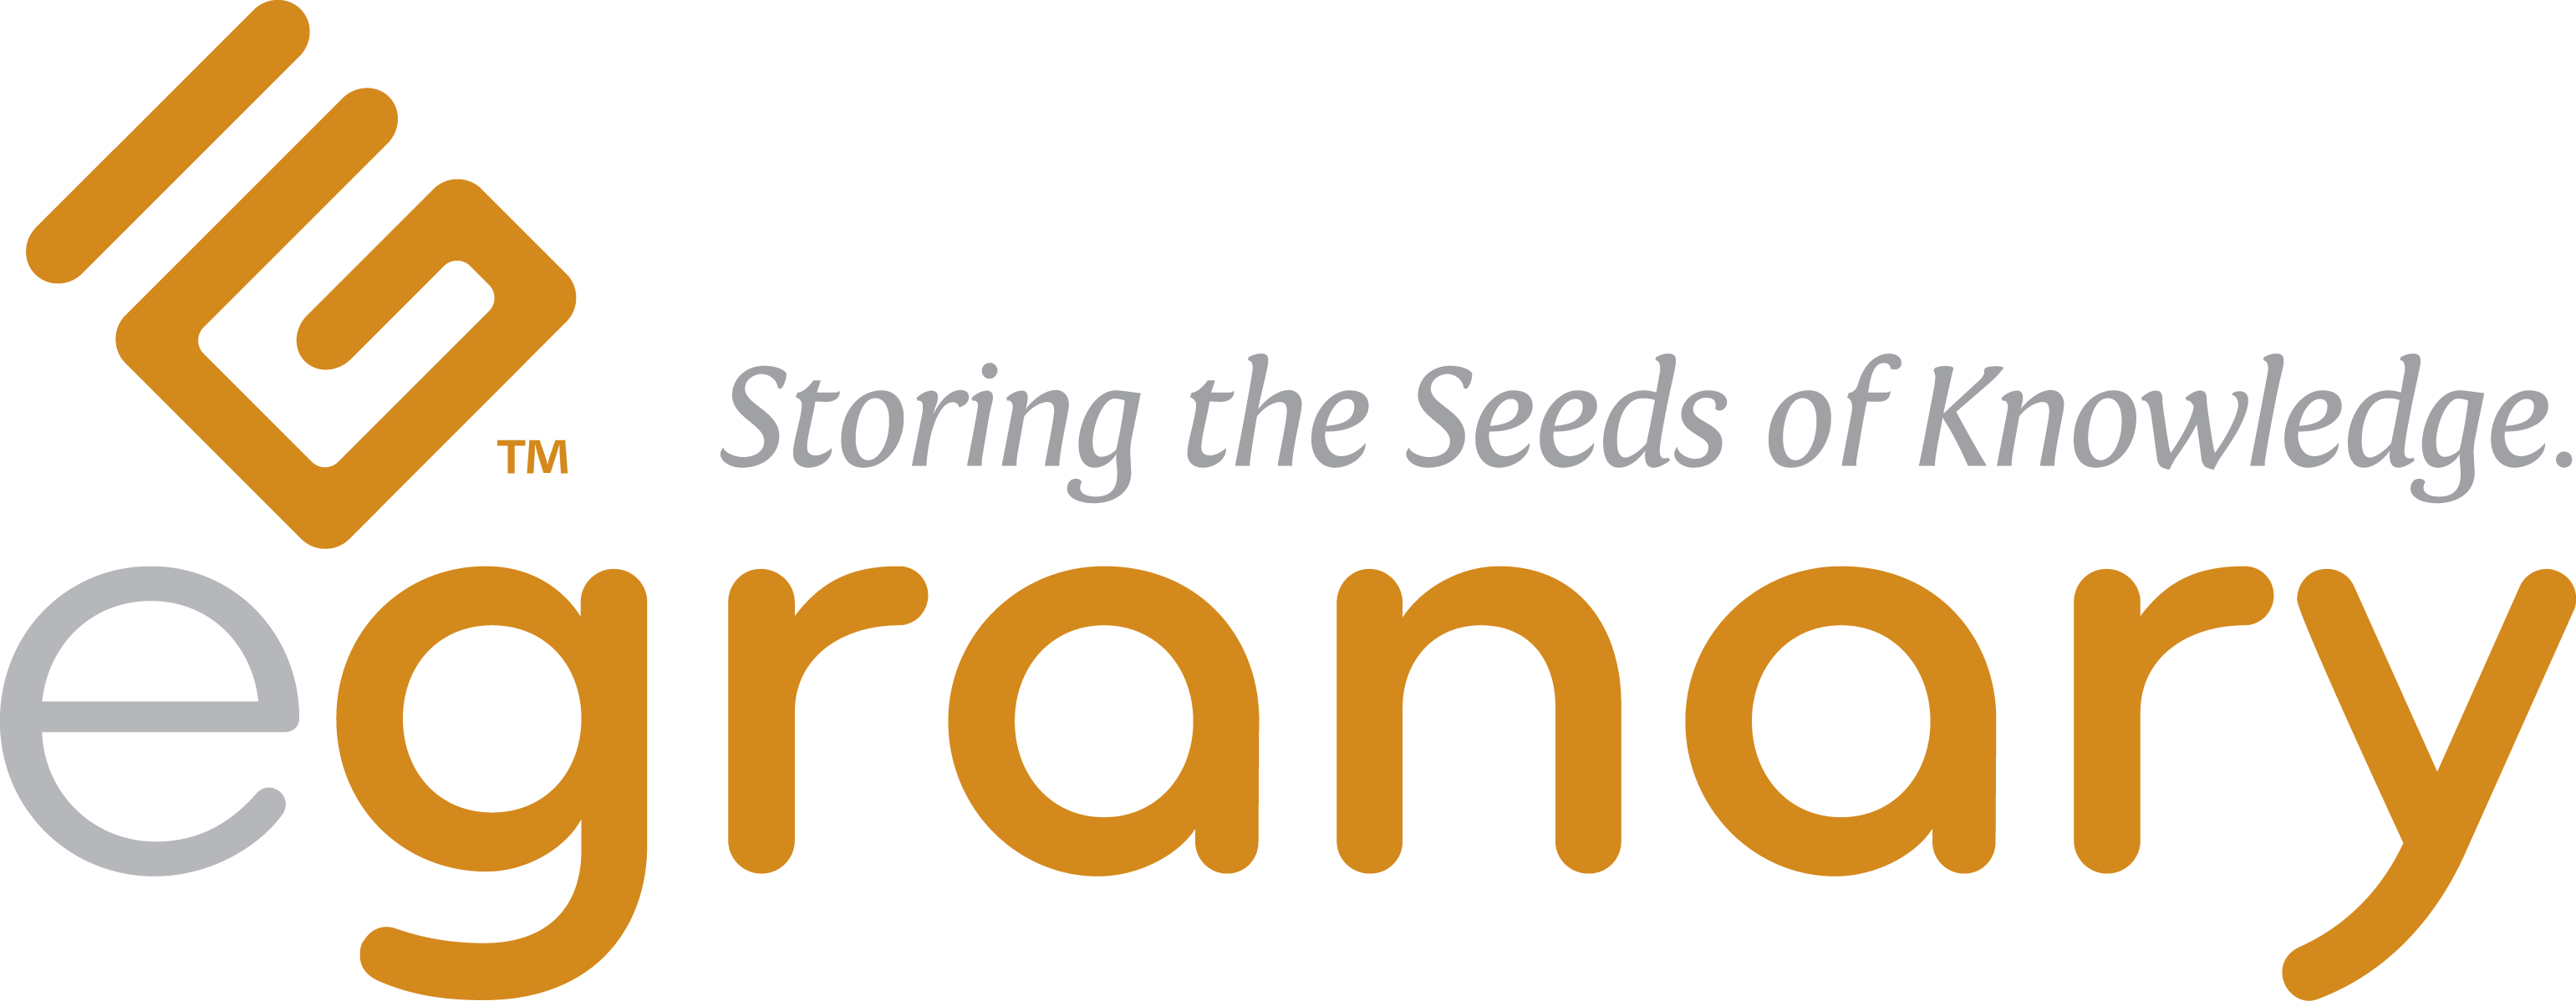 TM
Storing the Seeds of Knowledge.
egranary